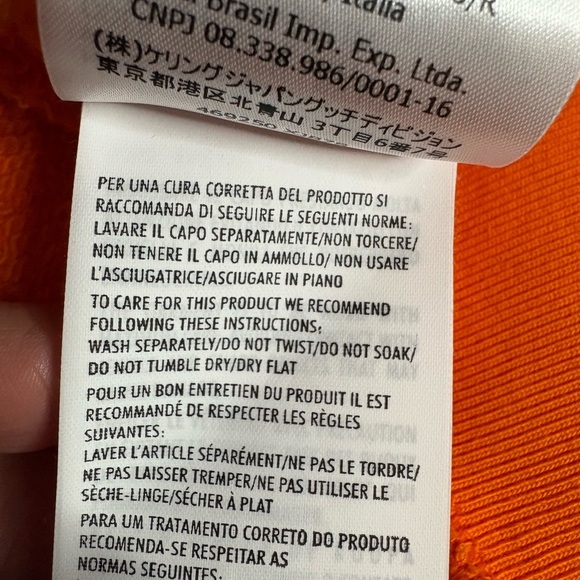 Italia
Brasil Imp. Exp. Ltda.
CNPJ 08.338.986/0001-16
(株)ケリングジャパングッチディビジョン
東京都港区北青山 3丁目6番7号
PER UNA CURA CORRETTA DEL PRODOTTO SI
RACCOMANDA DI SEGUIRE LE SEGUENTI NORME:
LAVARE IL CAPO SEPARATAMENTE/NON TORCERE/
NON TENERE IL CAPO IN AMMOLLO/ NON USARE
L'ASCIUGATRICE/ASCIUGARE IN PIANO
TO CARE FOR THIS PRODUCT WE RECOMMEND
FOLLOWING THESE INSTRUCTIONS:
WASH SEPARATELY/DO NOT TWIST/DO NOT SOAK/
DO NOT TUMBLE DRY/DRY FLAT
POUR UN BON ENTRETIEN DU PRODUIT IL EST
RECOMMANDÉ DE RESPECTER LES RÈGLES
SUIVANTES:
LAVER L'ARTICLE SÉPARÉMENT/NE PAS LE TORDRE/
NE PAS LAISSER TREMPER/NE PAS UTILISER LE
SÈCHE-LINGE/SÉCHER À PLAT
PARA UM TRATAMENTO CORRETO DO PRODUTO
RECOMENDA-SE RESPEITAR AS
NORMAS SEGUINTES: